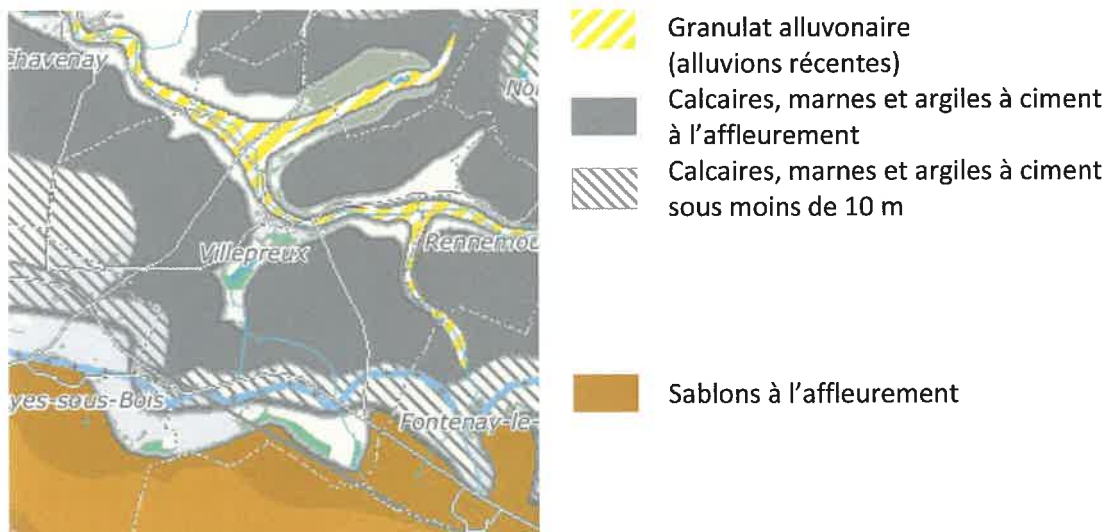 Chavenay
Villepreux
Granulat alluvonaire
(alluvions récentes)
Calcaires, marnes et argiles à ciment
à l'affleurement
Calcaires, marnes et argiles à ciment
sous moins de 10 m
Rennemou
yes-sous-Bois
Fontenay-le-
Sablons à l'affleurement